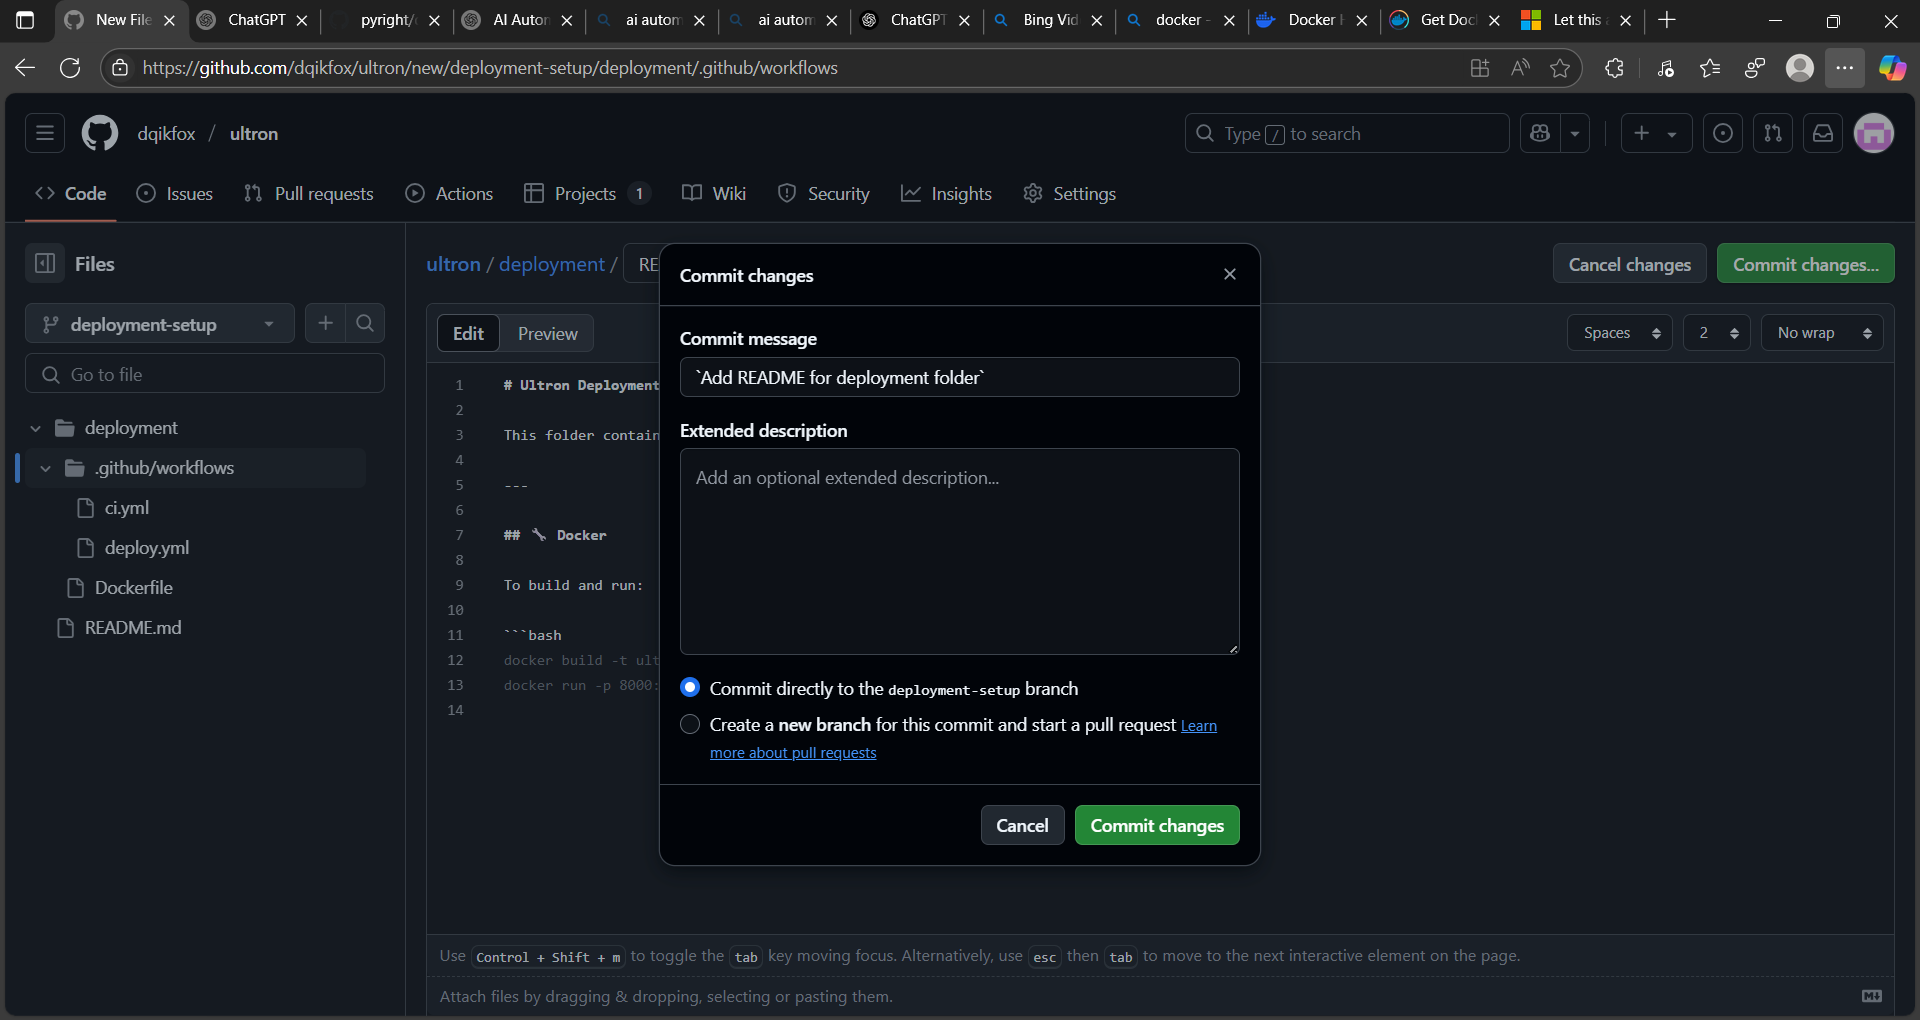 New File
ChatGPT
pyright/
AI Auton
ai autom
ai autom
ChatGPT
Bing Vid
docker -
Docker
Get Doc
Let this
https://github.com/dqikfox/ultron/new/deployment-setup/deployment/.github/workflows
dqikfox / ultron
Type / to search
Code
Issues
Pull requests
Actions
Projects 1
Wiki
Security
Insights
Settings
Files
ultron / deployment / RE
Cancel changes
Commit changes...
deployment-setup
Go to file
deployment
.github/workflows
ci.yml
deploy.yml
Dockerfile
README.md
Edit
Preview
Spaces
2
No wrap
1 # Ultron Deployment
2
3 This folder contain
4
5 ---
6
7 ## 🔧 Docker
8
9 To build and run:
10
11 ```bash
12 docker build -t ult
13 docker run -p 8000:
14
Commit changes
Commit message
`Add README for deployment folder`
Extended description
Add an optional extended description...
Commit directly to the deployment-setup branch
Create a new branch for this commit and start a pull request Learn
more about pull requests
Cancel
Commit changes
Use Control + Shift + m to toggle the tab key moving focus. Alternatively, use esc then tab to move to the next interactive element on the page.
Attach files by dragging & dropping, selecting or pasting them.